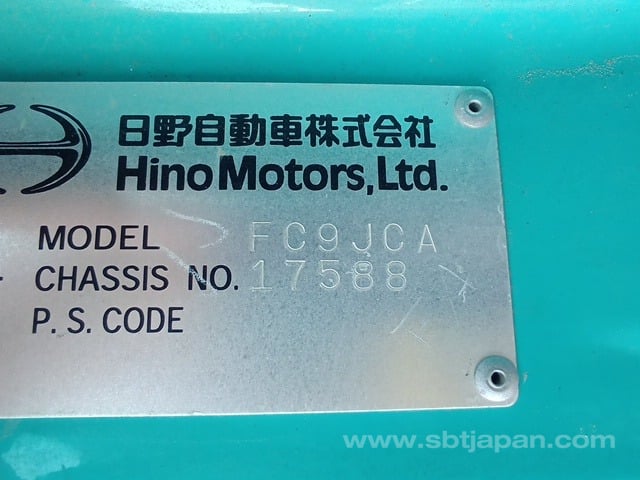 日野自動車株式会社
Hino Motors, Ltd.
MODEL FC9JCA
CHASSIS NO. 17588
P. S. CODE
www.sbtjapan.com